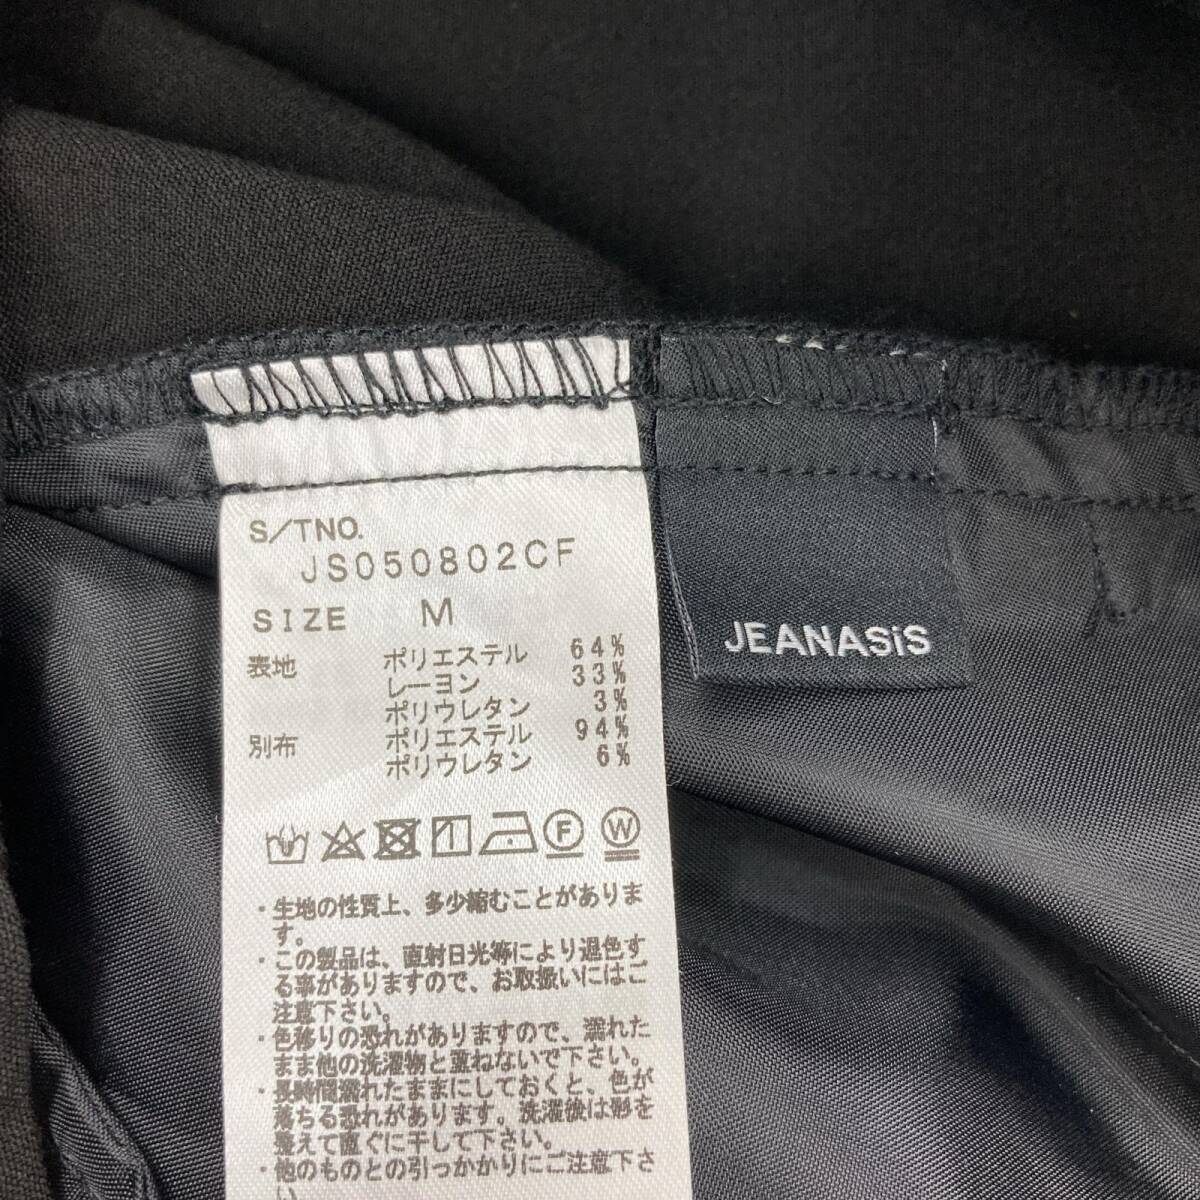 S/TNO.
JS050802CF
SIZE M
表地 ポリエステル 64%
レーヨン 33%
ポリウレタン 3%
別布 ポリエステル 94%
ポリウレタン 6%
F W
・生地の性質上、多少縮むことがありま
す。
・この製品は、直射日光等により退色す
る事がありますので、お取扱いにはご
注意下さい。
・色移りの恐れがありますので、濡れた
まま他の洗濯物と重ねないで下さい。
・長時間濡れたままにしておくと、色が
落ちる恐れがあります。洗濯後は形を
整えて直ぐに干して下さい。
・他のものとの引っかかりにご注意下さ
い。
JEANASiS